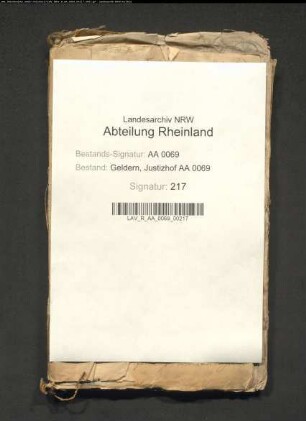 Landesarchiv NRW
Abteilung Rheinland
Bestands-Signatur: AA 0069
Bestand: Geldern, Justizhof AA 0069
Signatur: 217
LAV_R_AA_0069_00217